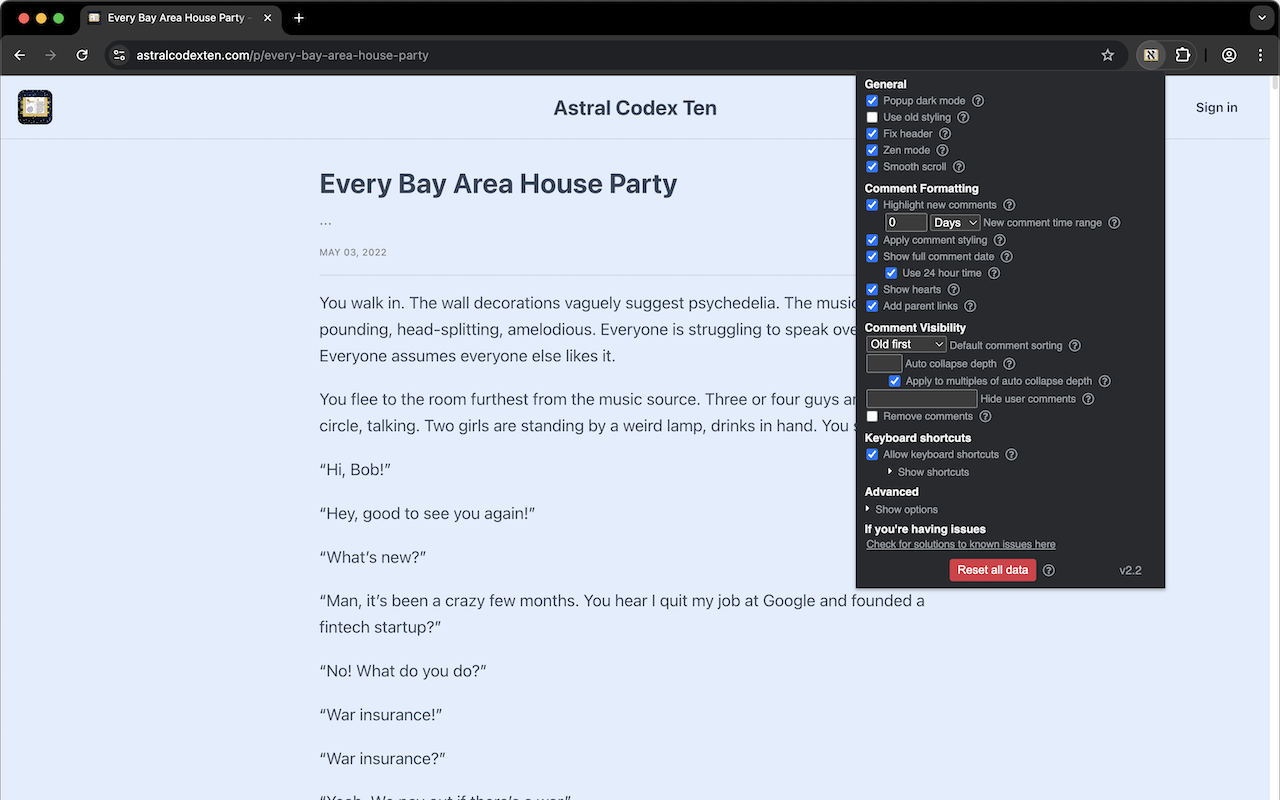 Every Bay Area House Party -
astralcodexten.com/p/every-bay-area-house-party
Astral Codex Ten
Sign in
Every Bay Area House Party
...
MAY 03, 2022
You walk in. The wall decorations vaguely suggest psychedelia. The music
pounding, head-splitting, amelodious. Everyone is struggling to speak ove
Everyone assumes everyone else likes it.
You flee to the room furthest from the music source. Three or four guys a
circle, talking. Two girls are standing by a weird lamp, drinks in hand. You s
“Hi, Bob!”
“Hey, good to see you again!”
“What’s new?”
“Man, it’s been a crazy few months. You hear I quit my job at Google and founded a
fintech startup?”
“No! What do you do?”
“War insurance!”
“War insurance?”
“Yeah. We pay out if there’s a war”
General
Popup dark mode ?
Use old styling ?
Fix header ?
Zen mode ?
Smooth scroll ?
Comment Formatting
Highlight new comments ?
0 Days New comment time range ?
Apply comment styling ?
Show full comment date ?
Use 24 hour time ?
Show hearts ?
Add parent links ?
Comment Visibility
Old first Default comment sorting ?
Auto collapse depth ?
Apply to multiples of auto collapse depth ?
Hide user comments ?
Remove comments ?
Keyboard shortcuts
Allow keyboard shortcuts ?
Show shortcuts
Advanced
Show options
If you're having issues
Check for solutions to known issues here
Reset all data ? v2.2